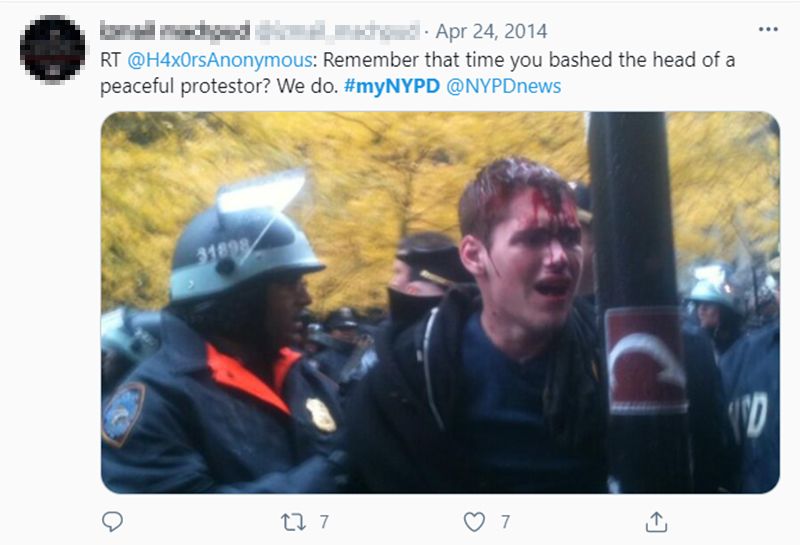 · Apr 24, 2014
RT @H4x0rsAnonymous: Remember that time you bashed the head of a
peaceful protestor? We do. #myNYPD @NYPDnews
31898
7 7